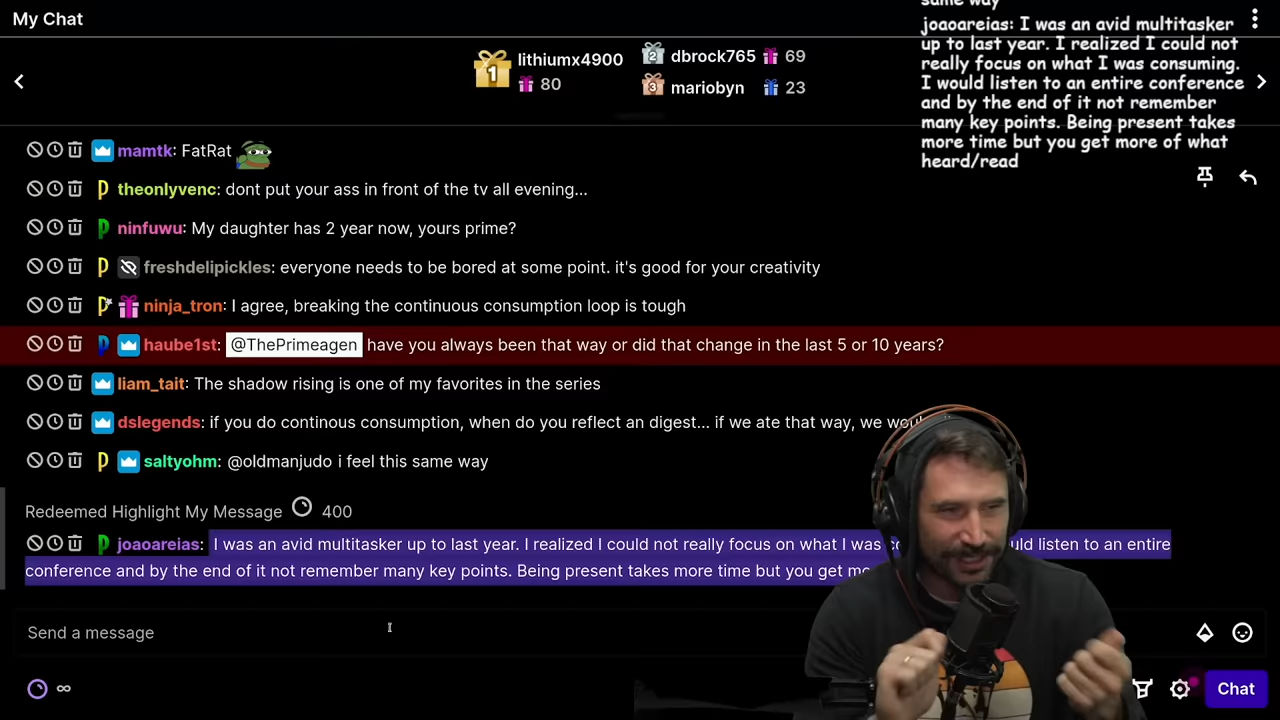 My Chat
same way
joaoareias: I was an avid multitasker
up to last year. I realized I could not
really focus on what I was consuming.
I would listen to an entire conference
and by the end of it not remember
many key points. Being present takes
more time but you get more of what
heard/read
1 lithiumx4900
80
2 dbrock765 69
3 mariobyn 23
mamtk: FatRat
theonlyvenc: dont put your ass in front of the tv all evening...
ninfuwu: My daughter has 2 year now, yours prime?
freshdelipickles: everyone needs to be bored at some point. it's good for your creativity
ninja_tron: I agree, breaking the continuous consumption loop is tough
haube1st: @ThePrimeagen have you always been that way or did that change in the last 5 or 10 years?
liam_tait: The shadow rising is one of my favorites in the series
dslegends: if you do continous consumption, when do you reflect an digest... if we ate that way, we
saltyohm: @oldmanjudo i feel this same way
Redeemed Highlight My Message 400
joaoareias: I was an avid multitasker up to last year. I realized I could not really focus on what I was listen to an entire
conference and by the end of it not remember many key points. Being present takes more time but you get
Send a message
∞
Chat